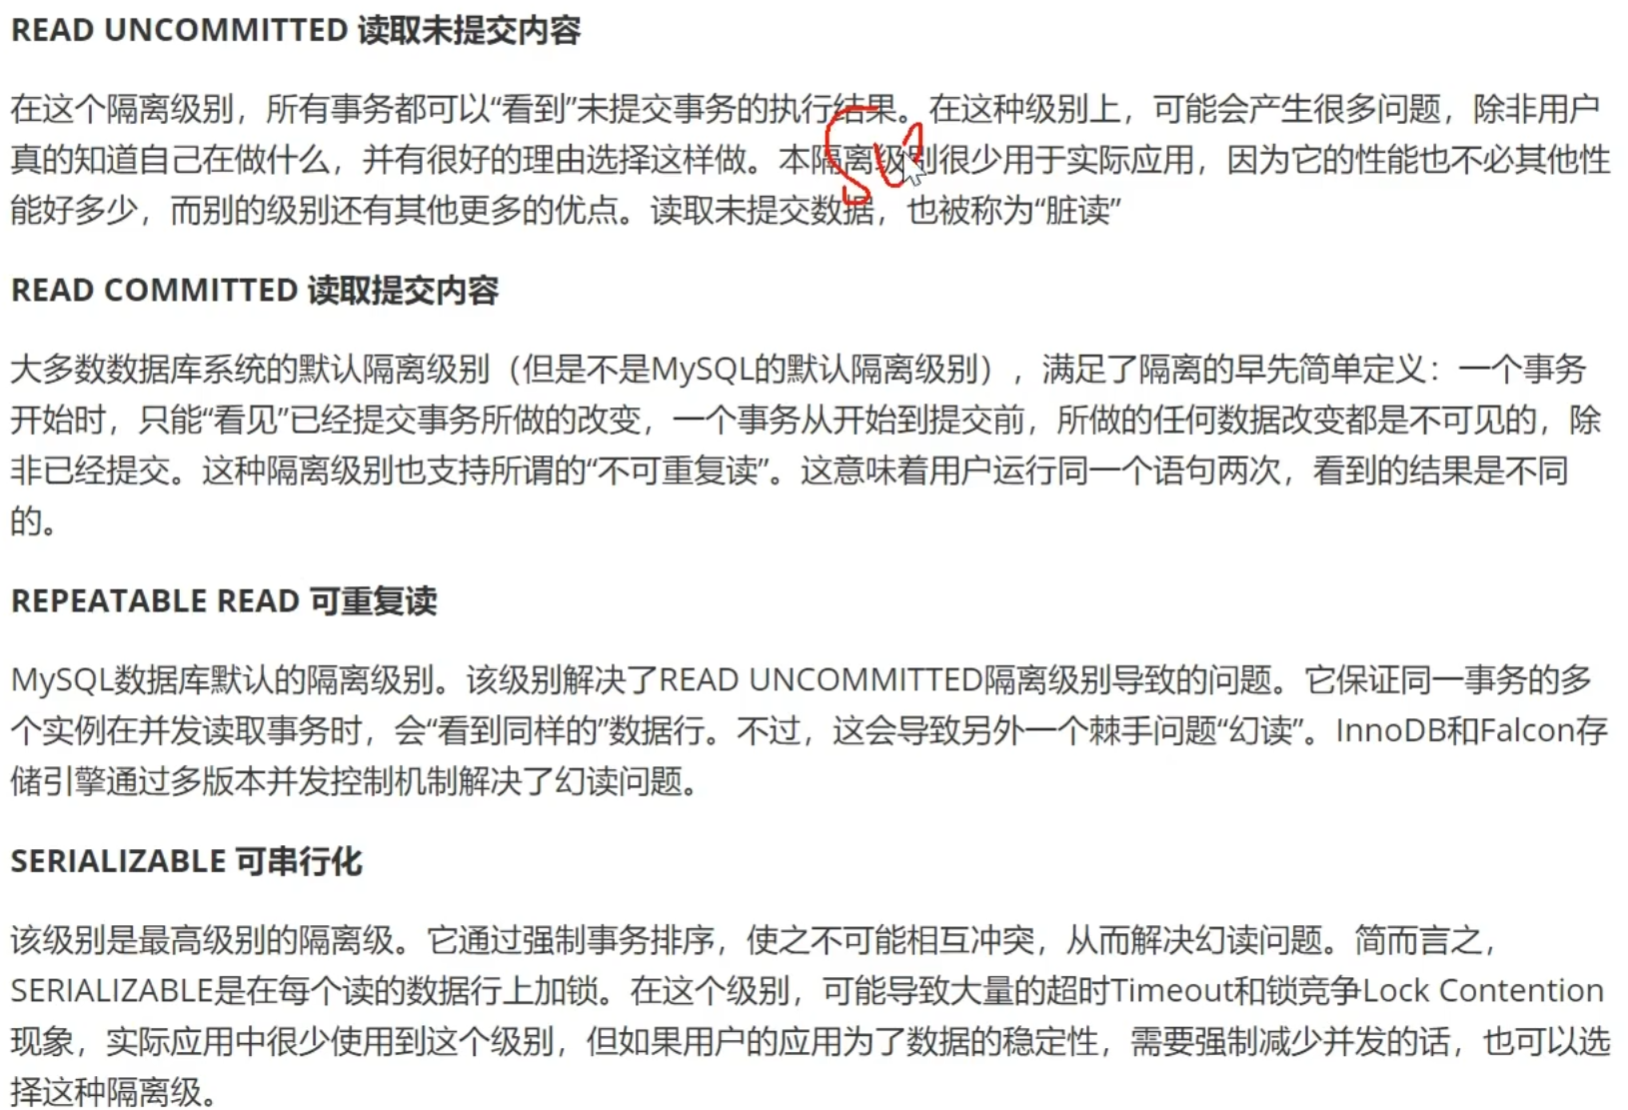 READ UNCOMMITTED 读取未提交内容
在这个隔离级别，所有事务都可以“看到”未提交事务的执行结果。在这种级别上，可能会产生很多问题，除非用户
真的知道自己在做什么，并有很好的理由选择这样做。本隔离级别很少用于实际应用，因为它的性能也不必其他性
能好多少，而别的级别还有其他更多的优点。读取未提交数据，也被称为“脏读”
READ COMMITTED 读取提交内容
大多数数据库系统的默认隔离级别（但是不是MySQL的默认隔离级别），满足了隔离的早先简单定义：一个事务
开始时，只能“看见”已经提交事务所做的改变，一个事务从开始到提交前，所做的任何数据改变都是不可见的，除
非已经提交。这种隔离级别也支持所谓的“不可重复读”。这意味着用户运行同一个语句两次，看到的结果是不同
的。
REPEATABLE READ 可重复读
MySQL数据库默认的隔离级别。该级别解决了READ UNCOMMITTED隔离级别导致的问题。它保证同一事务的多
个实例在并发读取事务时，会“看到同样的”数据行。不过，这会导致另外一个棘手问题“幻读”。InnoDB和Falcon存
储引擎通过多版本并发控制机制解决了幻读问题。
SERIALIZABLE 可串行化
该级别是最高级别的隔离级。它通过强制事务排序，使之不可能相互冲突，从而解决幻读问题。简而言之，
SERIALIZABLE是在每个读的数据行上加锁。在这个级别，可能导致大量的超时Timeout和锁竞争Lock Contention
现象，实际应用中很少使用到这个级别，但如果用户的应用为了数据的稳定性，需要强制减少并发的话，也可以选
择这种隔离级。